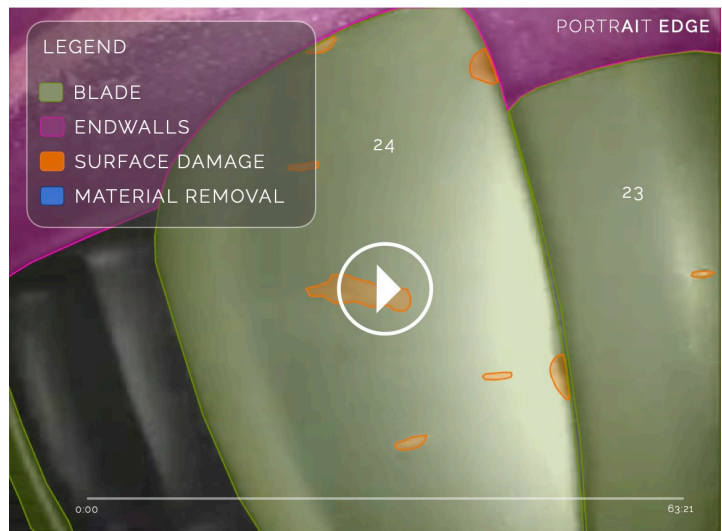 PORTRAIT EDGE
LEGEND
BLADE
ENDWALLS
SURFACE DAMAGE
MATERIAL REMOVAL
24
23
0:00
63:21